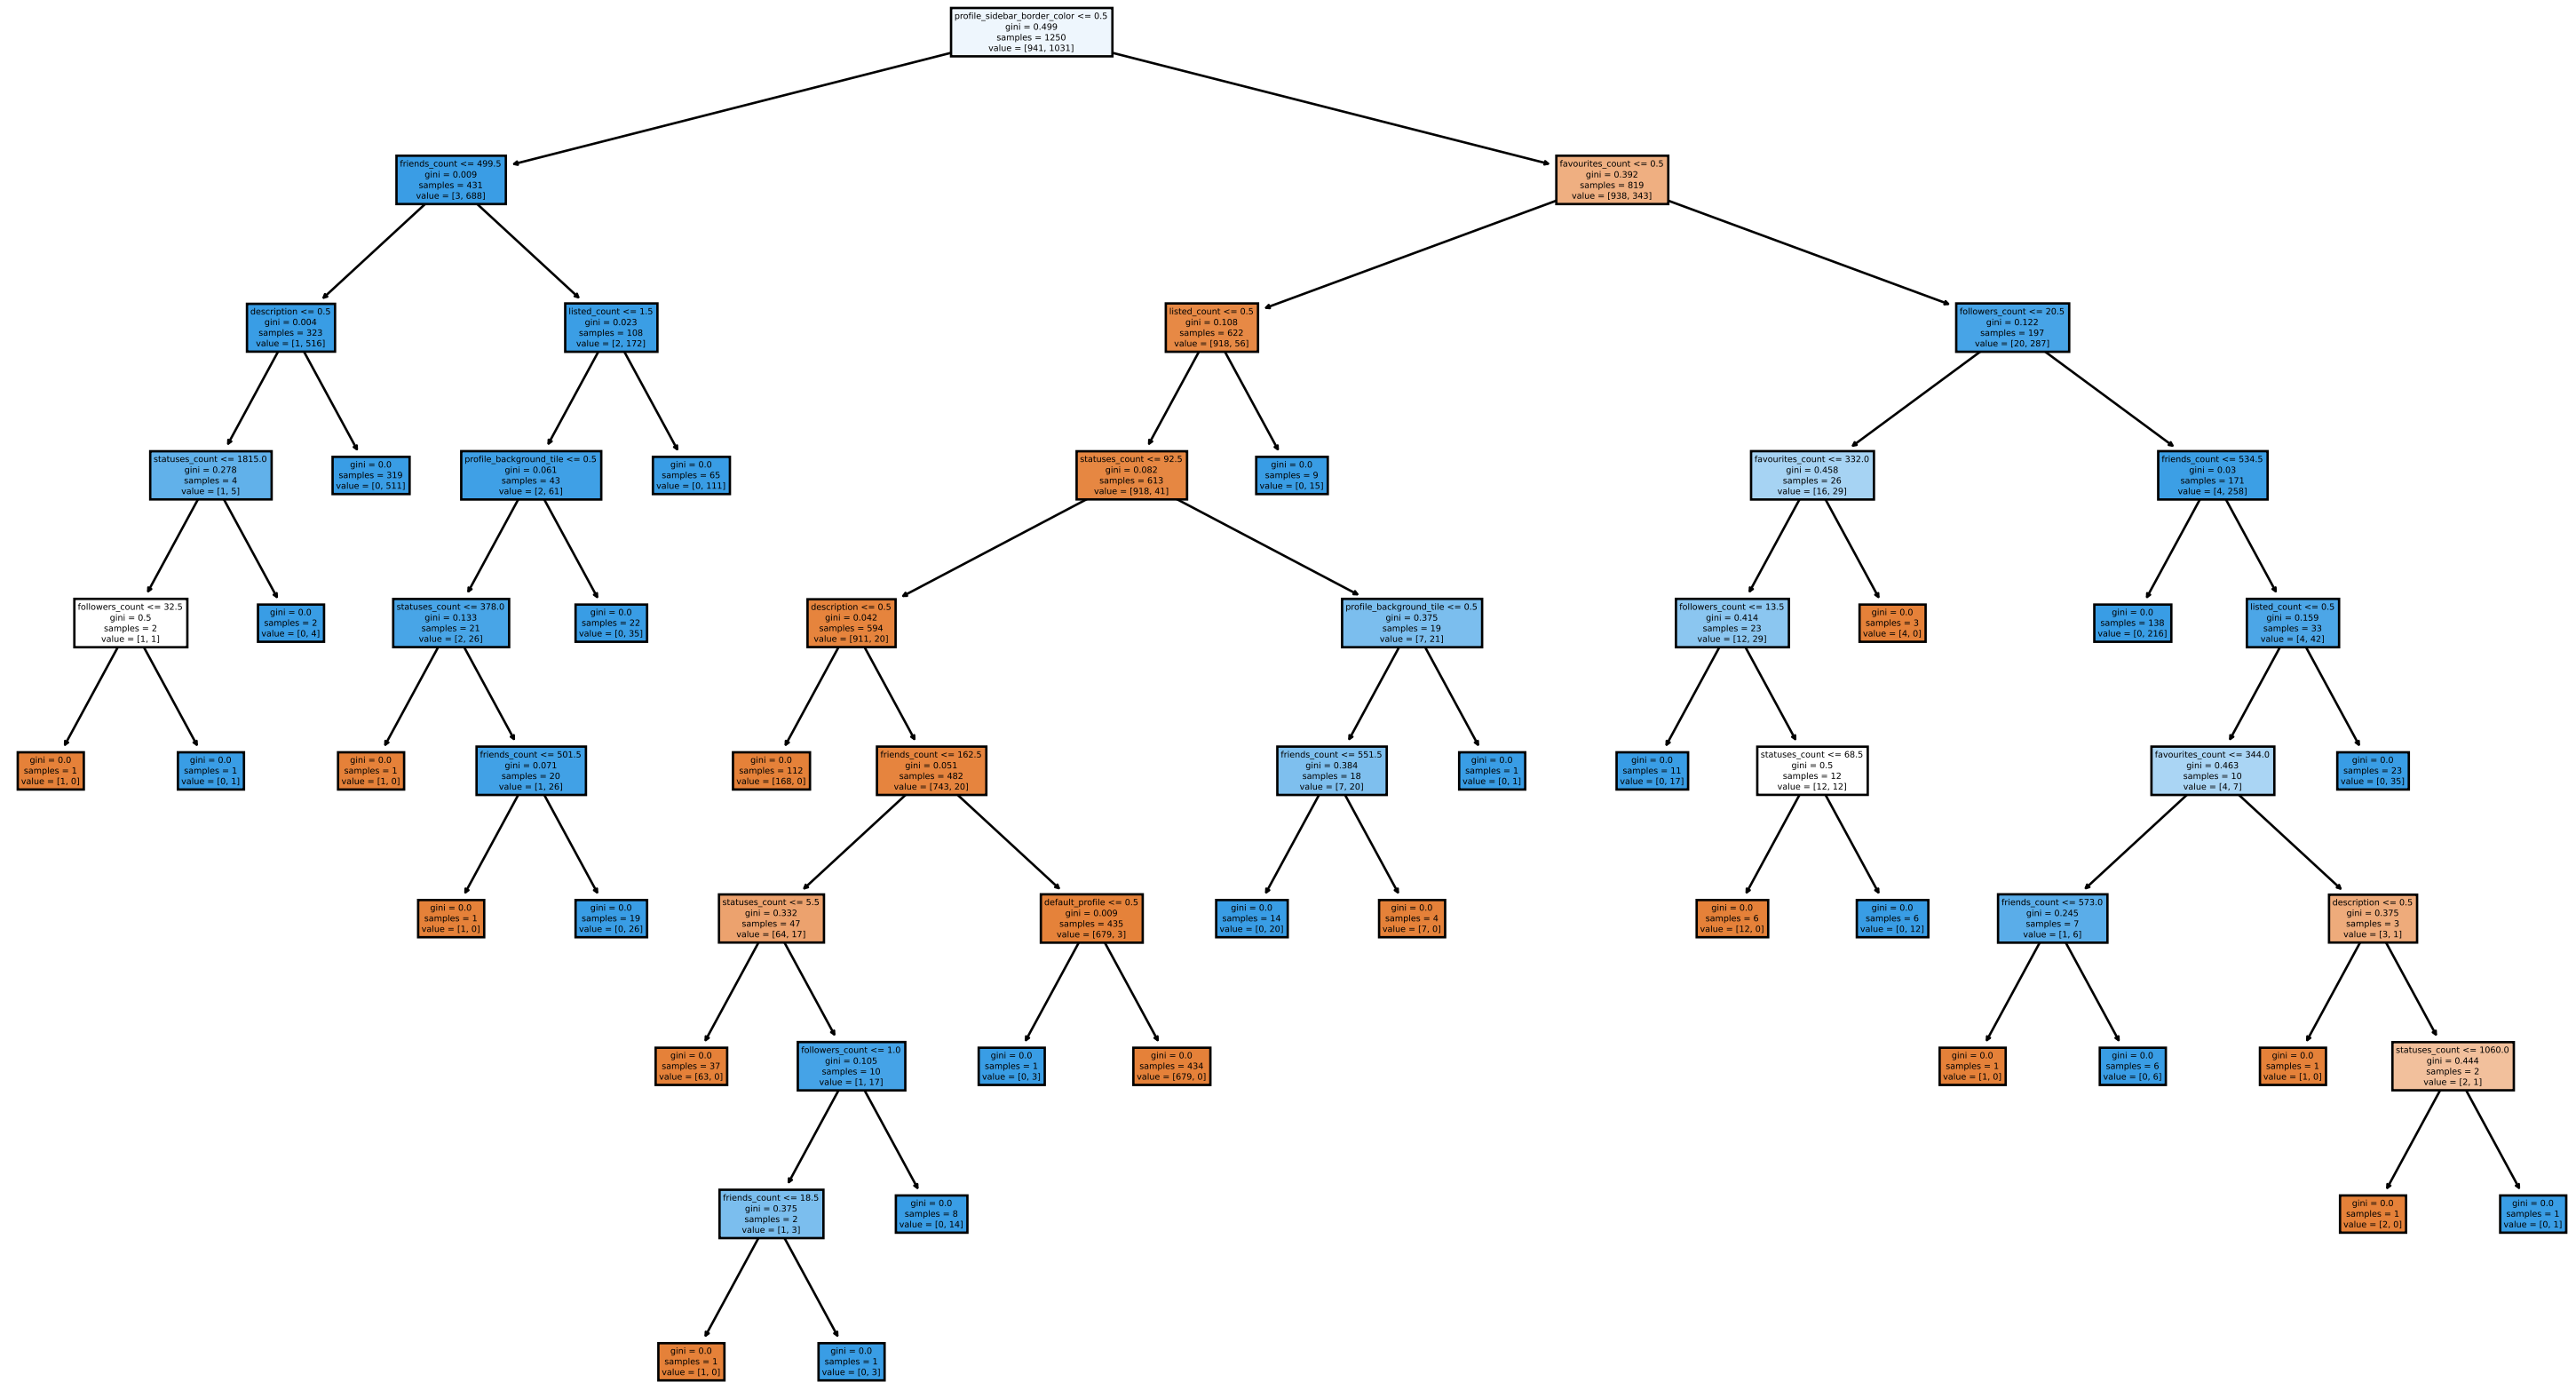 profile_sidebar_border_color <= 0.5
gini = 0.499
samples = 1250
value = [941, 1031]
friends_count <= 499.5
gini = 0.009
samples = 431
value = [3, 688]
favourites_count <= 0.5
gini = 0.392
samples = 819
value = [938, 343]
description <= 0.5
gini = 0.004
samples = 323
value = [1, 516]
listed_count <= 1.5
gini = 0.023
samples = 108
value = [2, 172]
listed_count <= 0.5
gini = 0.108
samples = 622
value = [918, 56]
followers_count <= 20.5
gini = 0.122
samples = 197
value = [20, 287]
statuses_count <= 1815.0
gini = 0.278
samples = 4
value = [1, 5]
gini = 0.0
samples = 319
value = [0, 511]
profile_background_tile <= 0.5
gini = 0.061
samples = 43
value = [2, 61]
gini = 0.0
samples = 65
value = [0, 111]
statuses_count <= 92.5
gini = 0.082
samples = 613
value = [918, 41]
gini = 0.0
samples = 9
value = [0, 15]
favourites_count <= 332.0
gini = 0.458
samples = 26
value = [16, 29]
friends_count <= 534.5
gini = 0.03
samples = 171
value = [4, 258]
followers_count <= 32.5
gini = 0.5
samples = 2
value = [1, 1]
gini = 0.0
samples = 2
value = [0, 4]
statuses_count <= 378.0
gini = 0.133
samples = 21
value = [2, 26]
gini = 0.0
samples = 22
value = [0, 35]
description <= 0.5
gini = 0.042
samples = 594
value = [911, 20]
profile_background_tile <= 0.5
gini = 0.375
samples = 19
value = [7, 21]
followers_count <= 13.5
gini = 0.414
samples = 23
value = [12, 29]
gini = 0.0
samples = 3
value = [4, 0]
gini = 0.0
samples = 138
value = [0, 216]
listed_count <= 0.5
gini = 0.159
samples = 33
value = [4, 42]
gini = 0.0
samples = 1
value = [1, 0]
gini = 0.0
samples = 1
value = [0, 1]
gini = 0.0
samples = 1
value = [1, 0]
friends_count <= 501.5
gini = 0.071
samples = 20
value = [1, 26]
gini = 0.0
samples = 112
value = [168, 0]
friends_count <= 162.5
gini = 0.051
samples = 482
value = [743, 20]
friends_count <= 551.5
gini = 0.384
samples = 18
value = [7, 20]
gini = 0.0
samples = 1
value = [0, 1]
gini = 0.0
samples = 11
value = [0, 17]
statuses_count <= 68.5
gini = 0.5
samples = 12
value = [12, 12]
favourites_count <= 344.0
gini = 0.463
samples = 10
value = [4, 7]
gini = 0.0
samples = 23
value = [0, 35]
gini = 0.0
samples = 1
value = [1, 0]
gini = 0.0
samples = 19
value = [0, 26]
statuses_count <= 5.5
gini = 0.332
samples = 47
value = [64, 17]
default_profile <= 0.5
gini = 0.009
samples = 435
value = [679, 3]
gini = 0.0
samples = 14
value = [0, 20]
gini = 0.0
samples = 4
value = [7, 0]
gini = 0.0
samples = 6
value = [12, 0]
gini = 0.0
samples = 6
value = [0, 12]
friends_count <= 573.0
gini = 0.245
samples = 7
value = [1, 6]
description <= 0.5
gini = 0.375
samples = 3
value = [3, 1]
gini = 0.0
samples = 37
value = [63, 0]
followers_count <= 1.0
gini = 0.105
samples = 10
value = [1, 17]
gini = 0.0
samples = 1
value = [0, 3]
gini = 0.0
samples = 434
value = [679, 0]
gini = 0.0
samples = 1
value = [1, 0]
gini = 0.0
samples = 6
value = [0, 6]
gini = 0.0
samples = 1
value = [1, 0]
statuses_count <= 1060.0
gini = 0.444
samples = 2
value = [2, 1]
friends_count <= 18.5
gini = 0.375
samples = 2
value = [1, 3]
gini = 0.0
samples = 8
value = [0, 14]
gini = 0.0
samples = 1
value = [2, 0]
gini = 0.0
samples = 1
value = [0, 1]
gini = 0.0
samples = 1
value = [1, 0]
gini = 0.0
samples = 1
value = [0, 3]